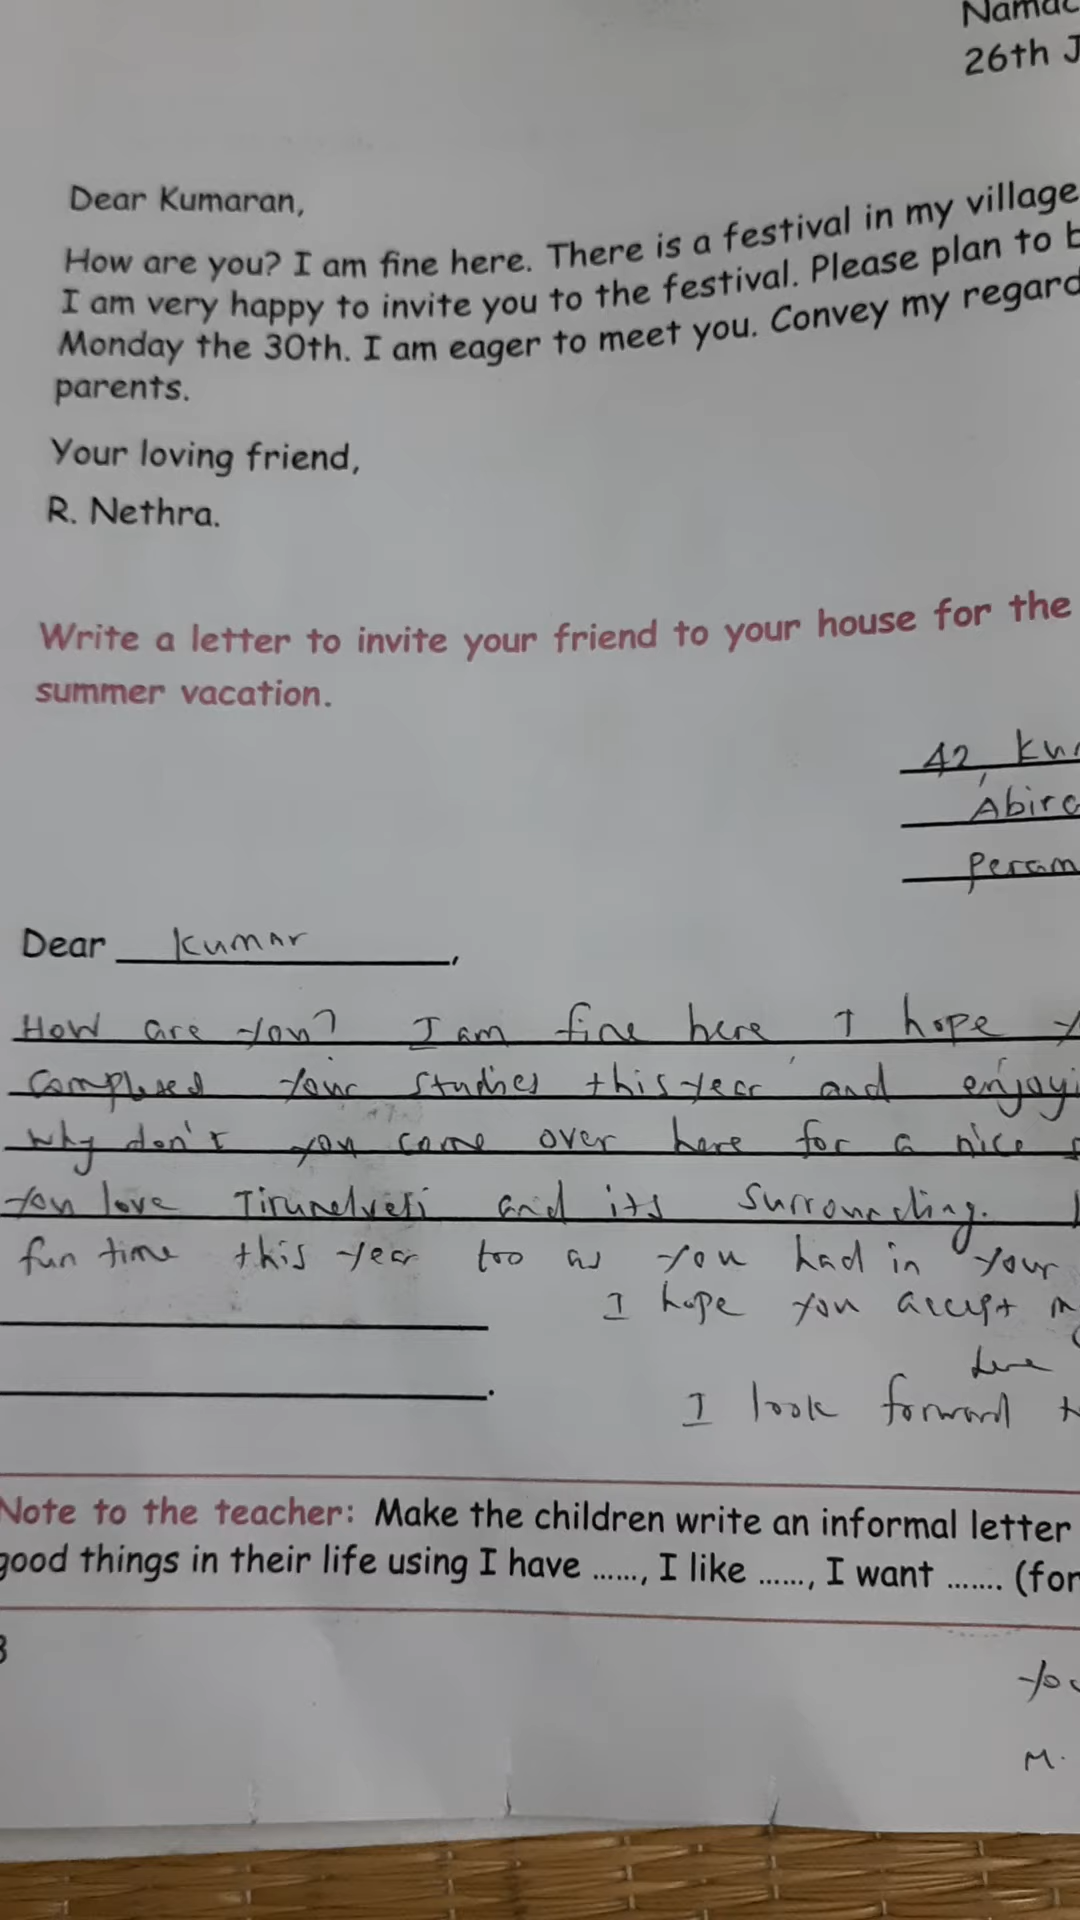 Namac
26th J
Dear Kumaran,
How are you? I am fine here. There is a festival in my village
I am very happy to invite you to the festival. Please plan to b
Monday the 30th. I am eager to meet you. Convey my regard
parents.
Your loving friend,
R. Nethra.
Write a letter to invite your friend to your house for the
summer vacation.
42, Ku
Abira
Peram
Dear Kumar,
How are you? I am fine here I hope y
your studies this year and enjoyi
why don't you come over here for a nice
You love Tirunelveli and its surrounding.
fun time this year too as you had in your
I hope you accept m
I look forward t
Note to the teacher: Make the children write an informal letter
good things in their life using I have ......, I like ......, I want ....... (for
3
You
M.